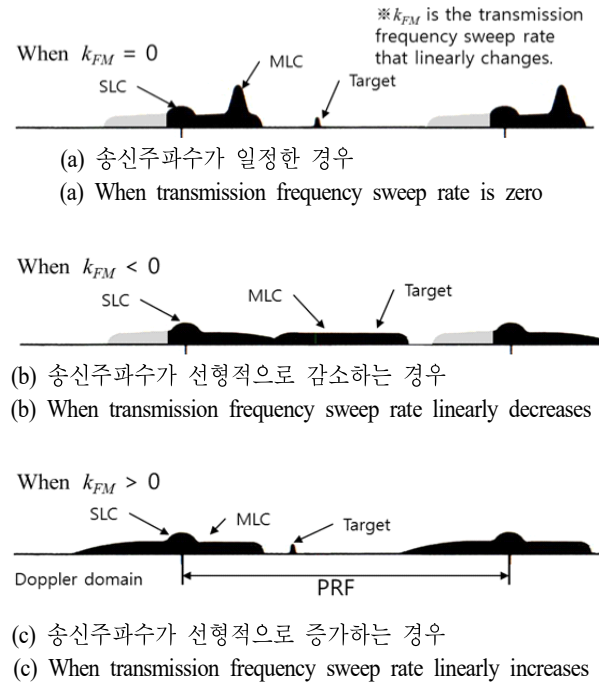 ※k_FM is the transmission
frequency sweep rate
that linearly changes.
When k_FM = 0
MLC
SLC
Target
(a) 송신주파수가 일정한 경우
(a) When transmission frequency sweep rate is zero
When k_FM < 0
SLC
MLC
Target
(b) 송신주파수가 선형적으로 감소하는 경우
(b) When transmission frequency sweep rate linearly decreases
When k_FM > 0
SLC
MLC
Target
Doppler domain
PRF
(c) 송신주파수가 선형적으로 증가하는 경우
(c) When transmission frequency sweep rate linearly increases